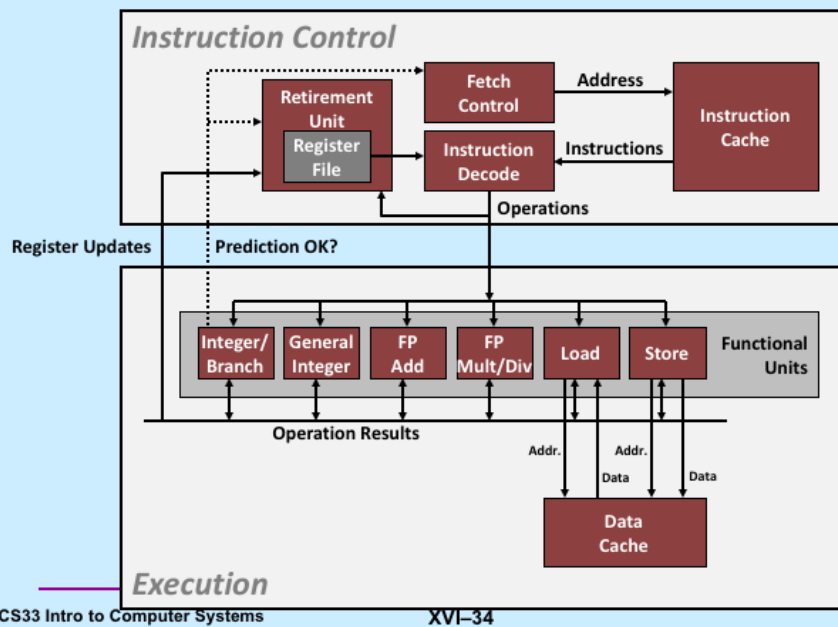 Instruction Control
Retirement
Unit
Register
File
Fetch
Control
Address
Instruction
Cache
Instruction
Decode
Instructions
Operations
Register Updates
Prediction OK?
Integer/
Branch
General
Integer
FP
Add
FP
Mult/Div
Load
Store
Functional
Units
Operation Results
Addr.
Addr.
Data
Data
Data
Cache
Execution
CS33 Intro to Computer Systems
XVI–34